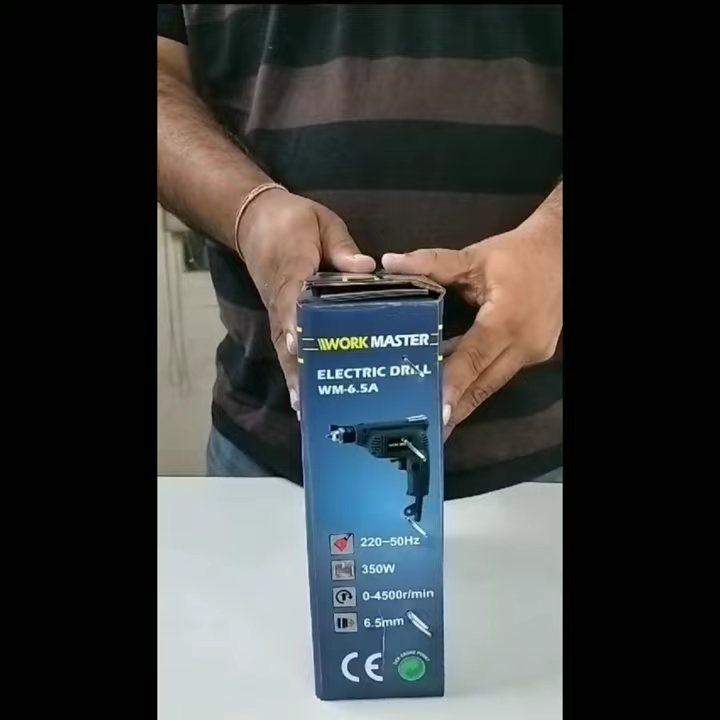 WORK MASTER
ELECTRIC DRILL
WM-6.5A
220-50Hz
350W
0-4500r/min
6.5mm
CE